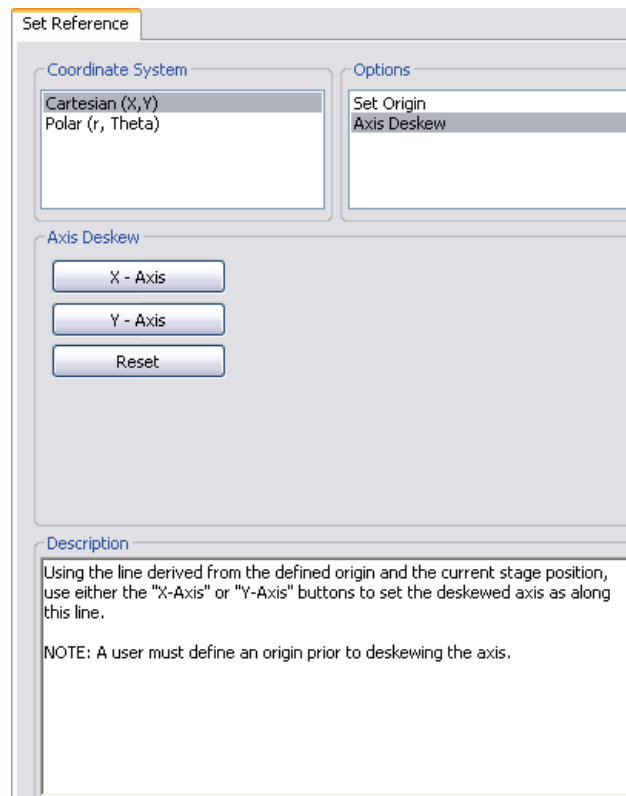 Set Reference
Coordinate System
Options
Cartesian (X,Y)
Polar (r, Theta)
Set Origin
Axis Deskew
Axis Deskew
X - Axis
Y - Axis
Reset
Description
Using the line derived from the defined origin and the current stage position,
use either the "X-Axis" or "Y-Axis" buttons to set the deskewed axis as along
this line.
NOTE: A user must define an origin prior to deskewing the axis.